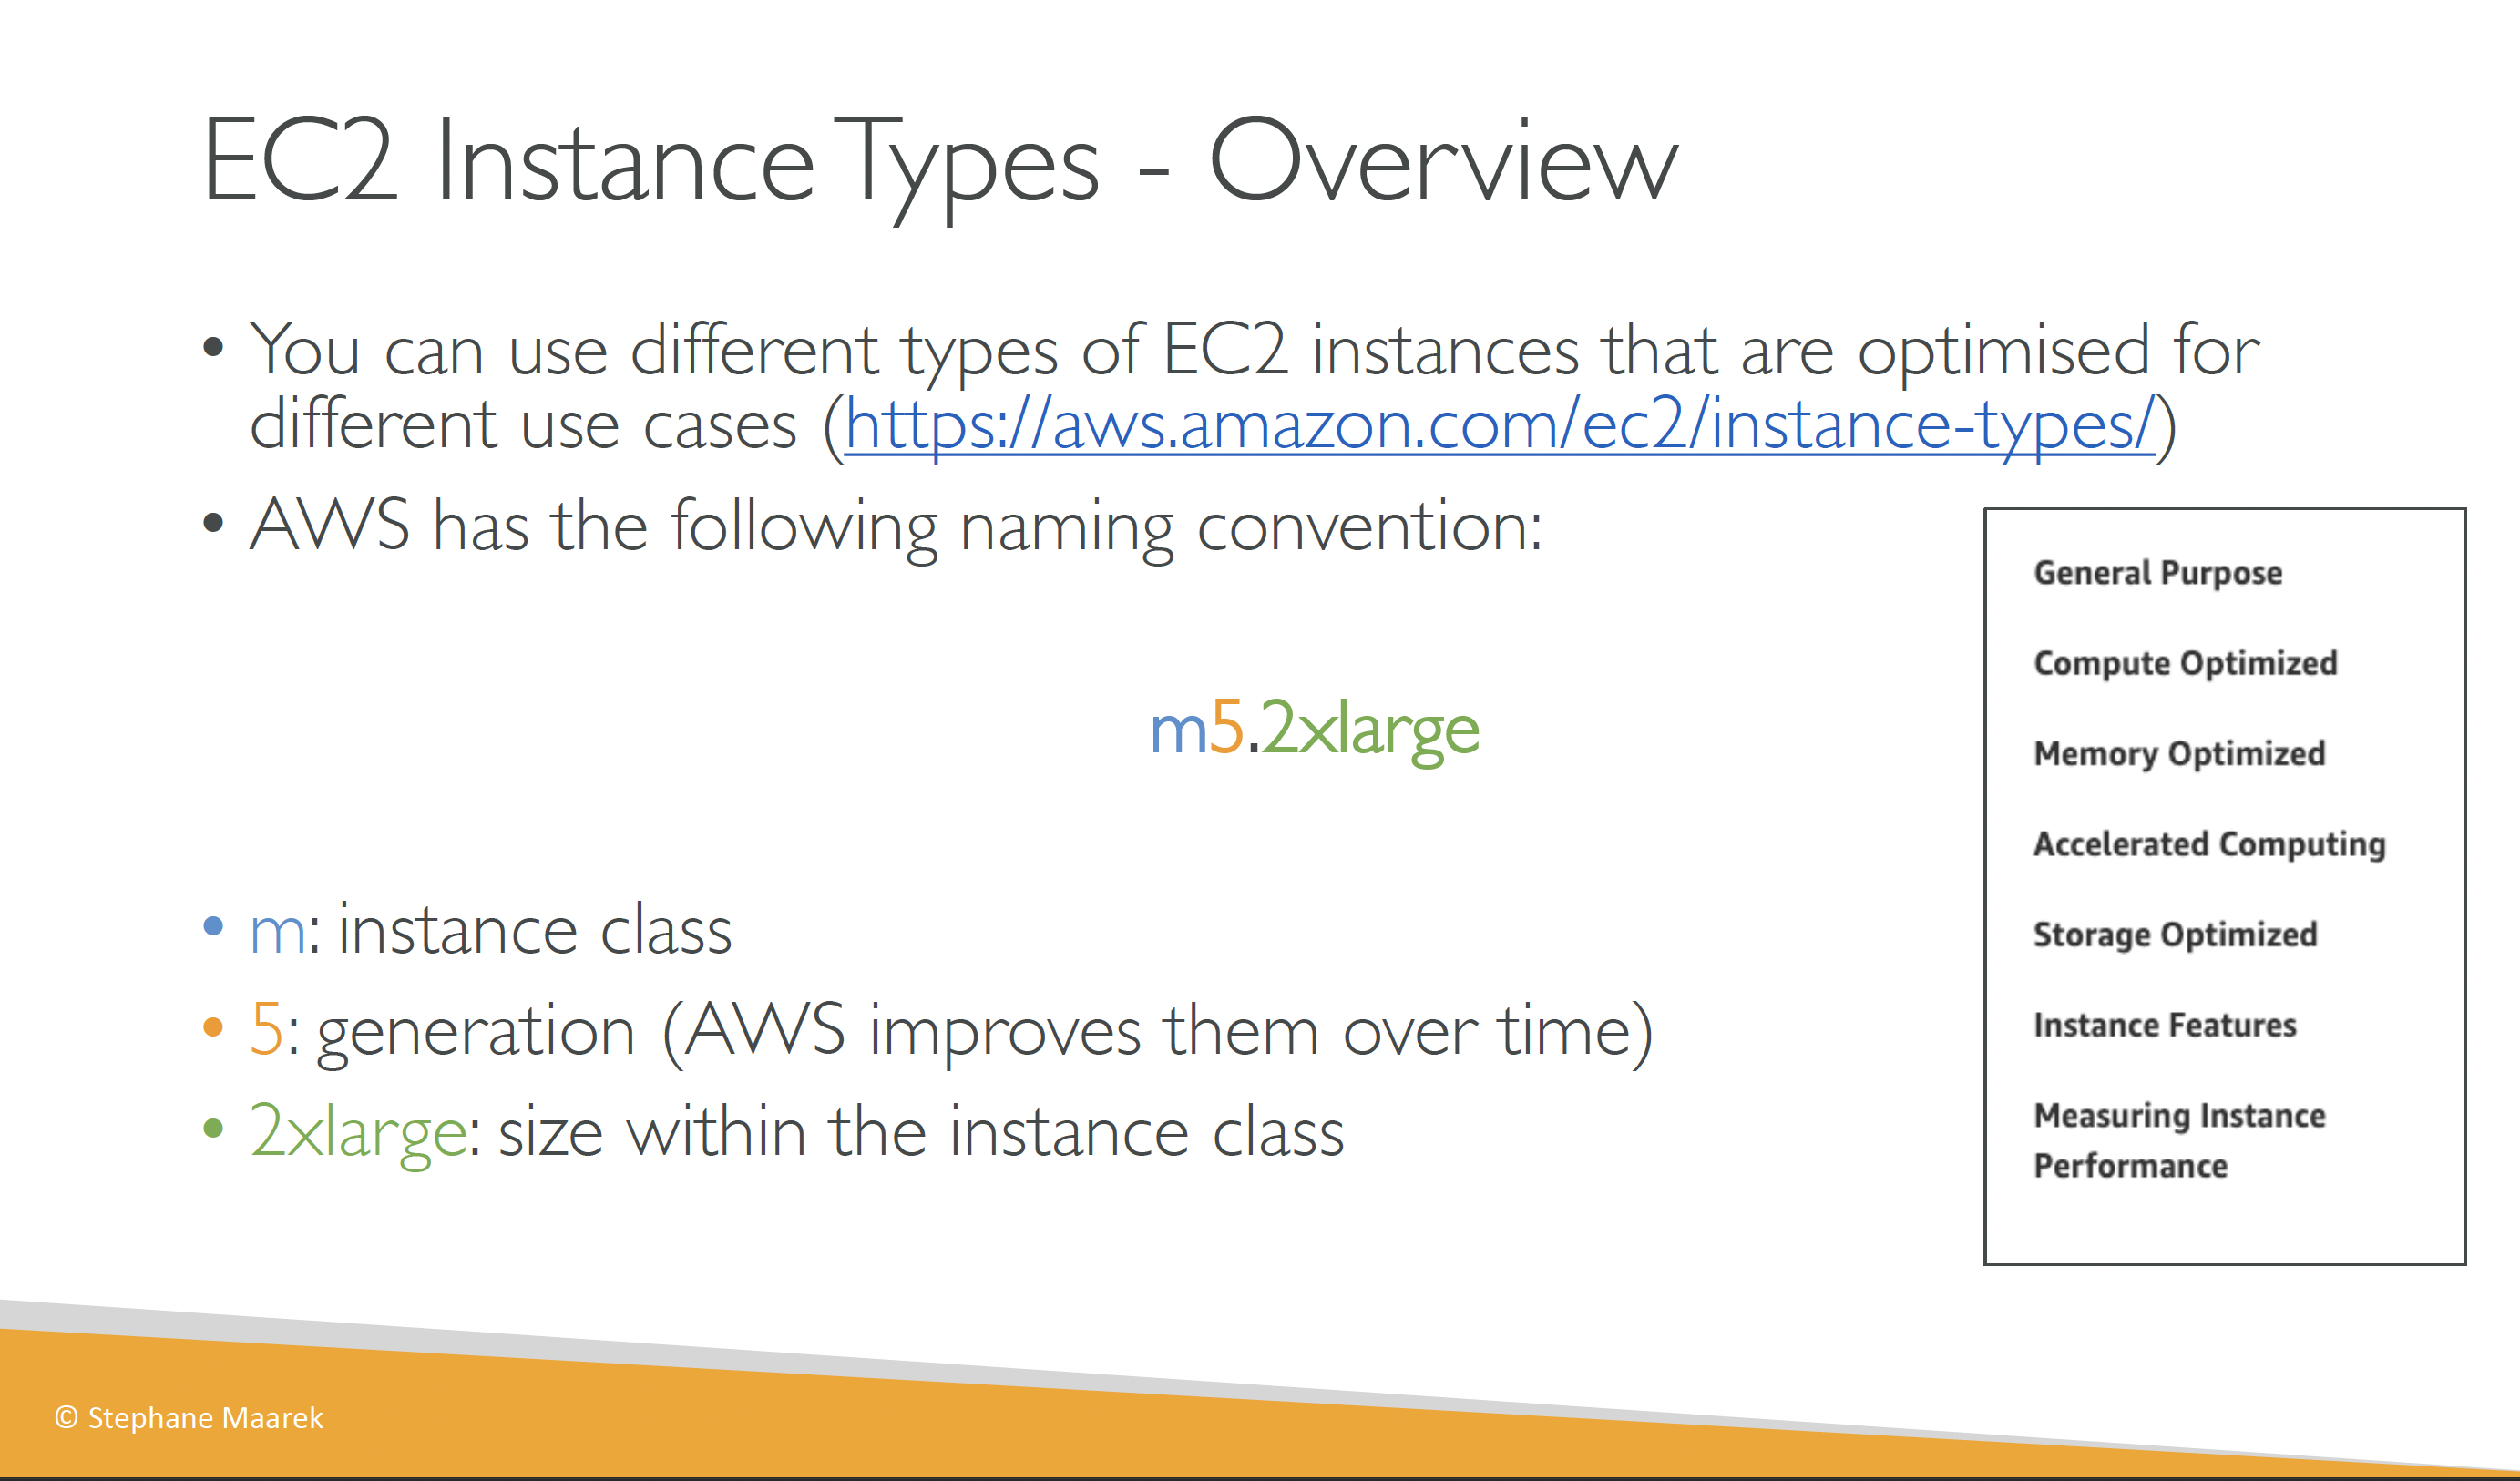 EC2 Instance Types - Overview
• You can use different types of EC2 instances that are optimised for
different use cases (https://aws.amazon.com/ec2/instance-types/)
• AWS has the following naming convention:
m5.2xlarge
• m: instance class
• 5: generation (AWS improves them over time)
• 2xlarge: size within the instance class
General Purpose
Compute Optimized
Memory Optimized
Accelerated Computing
Storage Optimized
Instance Features
Measuring Instance
Performance
© Stephane Maarek